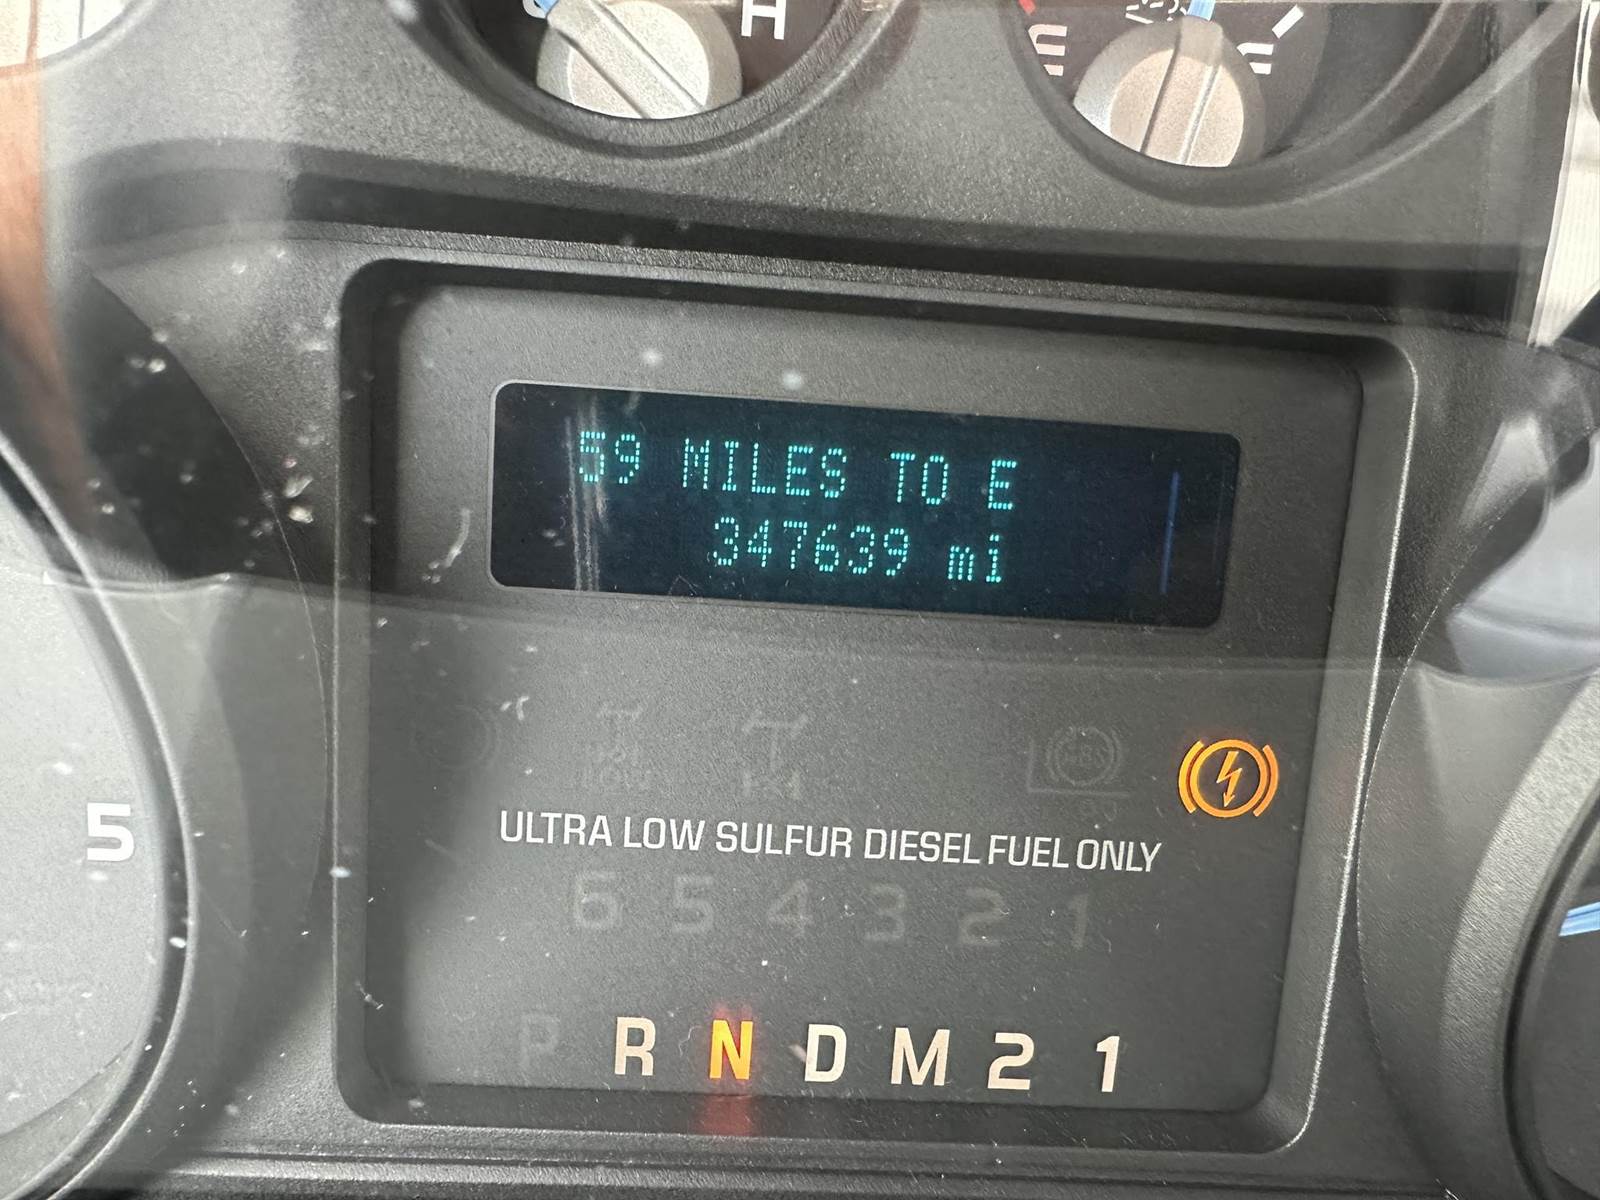 H
59 MILES TO E
347639 mi
ULTRA LOW SULFUR DIESEL FUEL ONLY
5
6 5 4 3 2 1
P R N D M 2 1